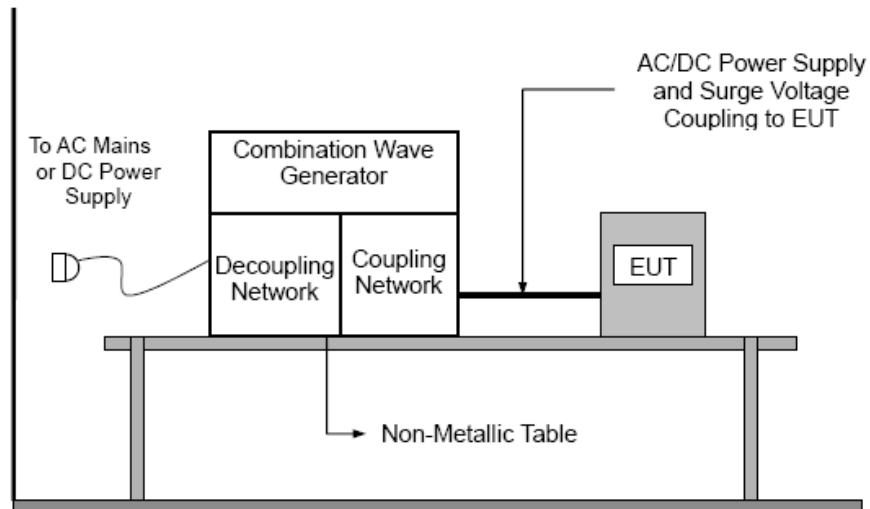 AC/DC Power Supply
and Surge Voltage
Coupling to EUT
To AC Mains
or DC Power
Supply
Combination Wave
Generator
Decoupling
Network
Coupling
Network
EUT
Non-Metallic Table